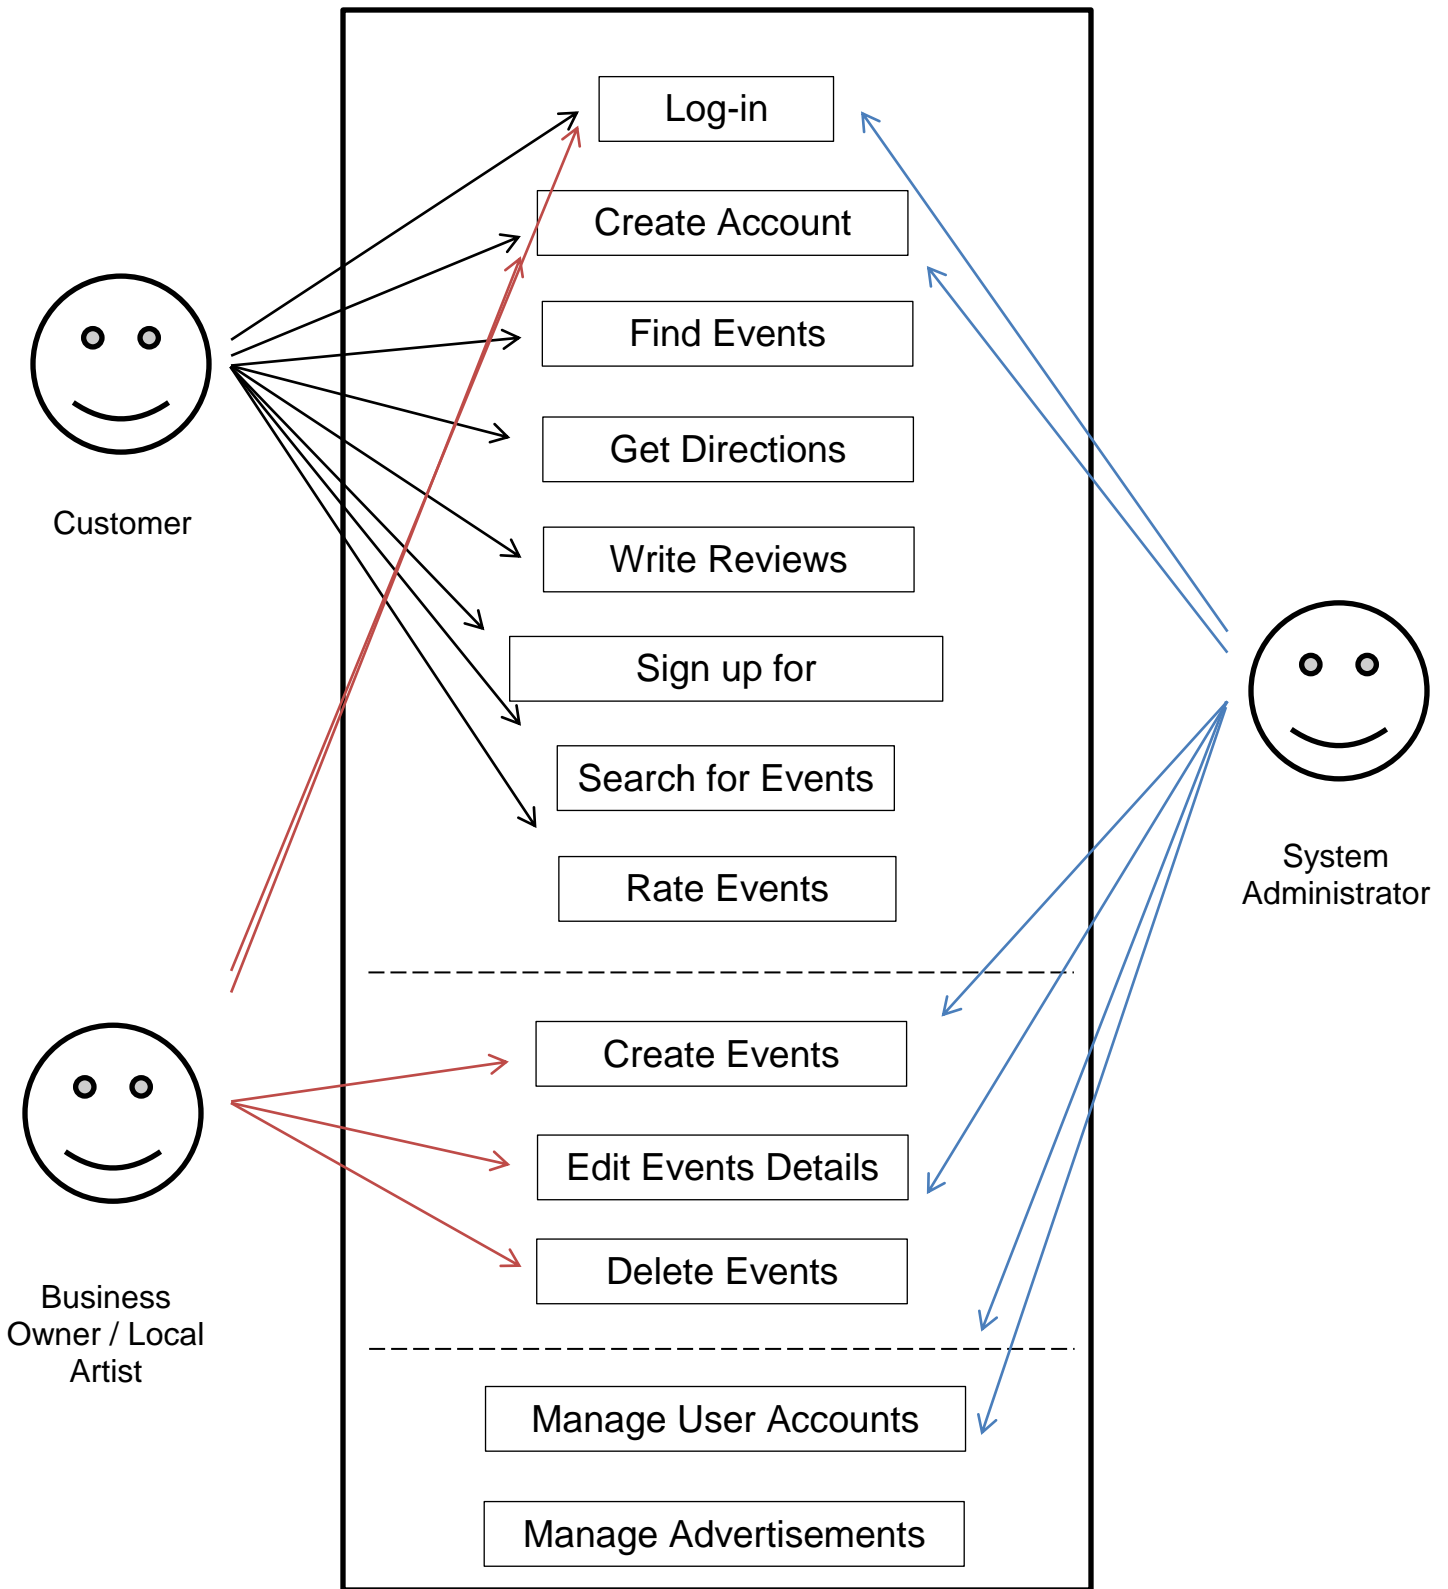 Log-in
Create Account
Find Events
Get Directions
Write Reviews
Sign up for
Search for Events
Rate Events
Create Events
Edit Events Details
Delete Events
Manage User Accounts
Manage Advertisements
Customer
Business
Owner / Local
Artist
System
Administrator